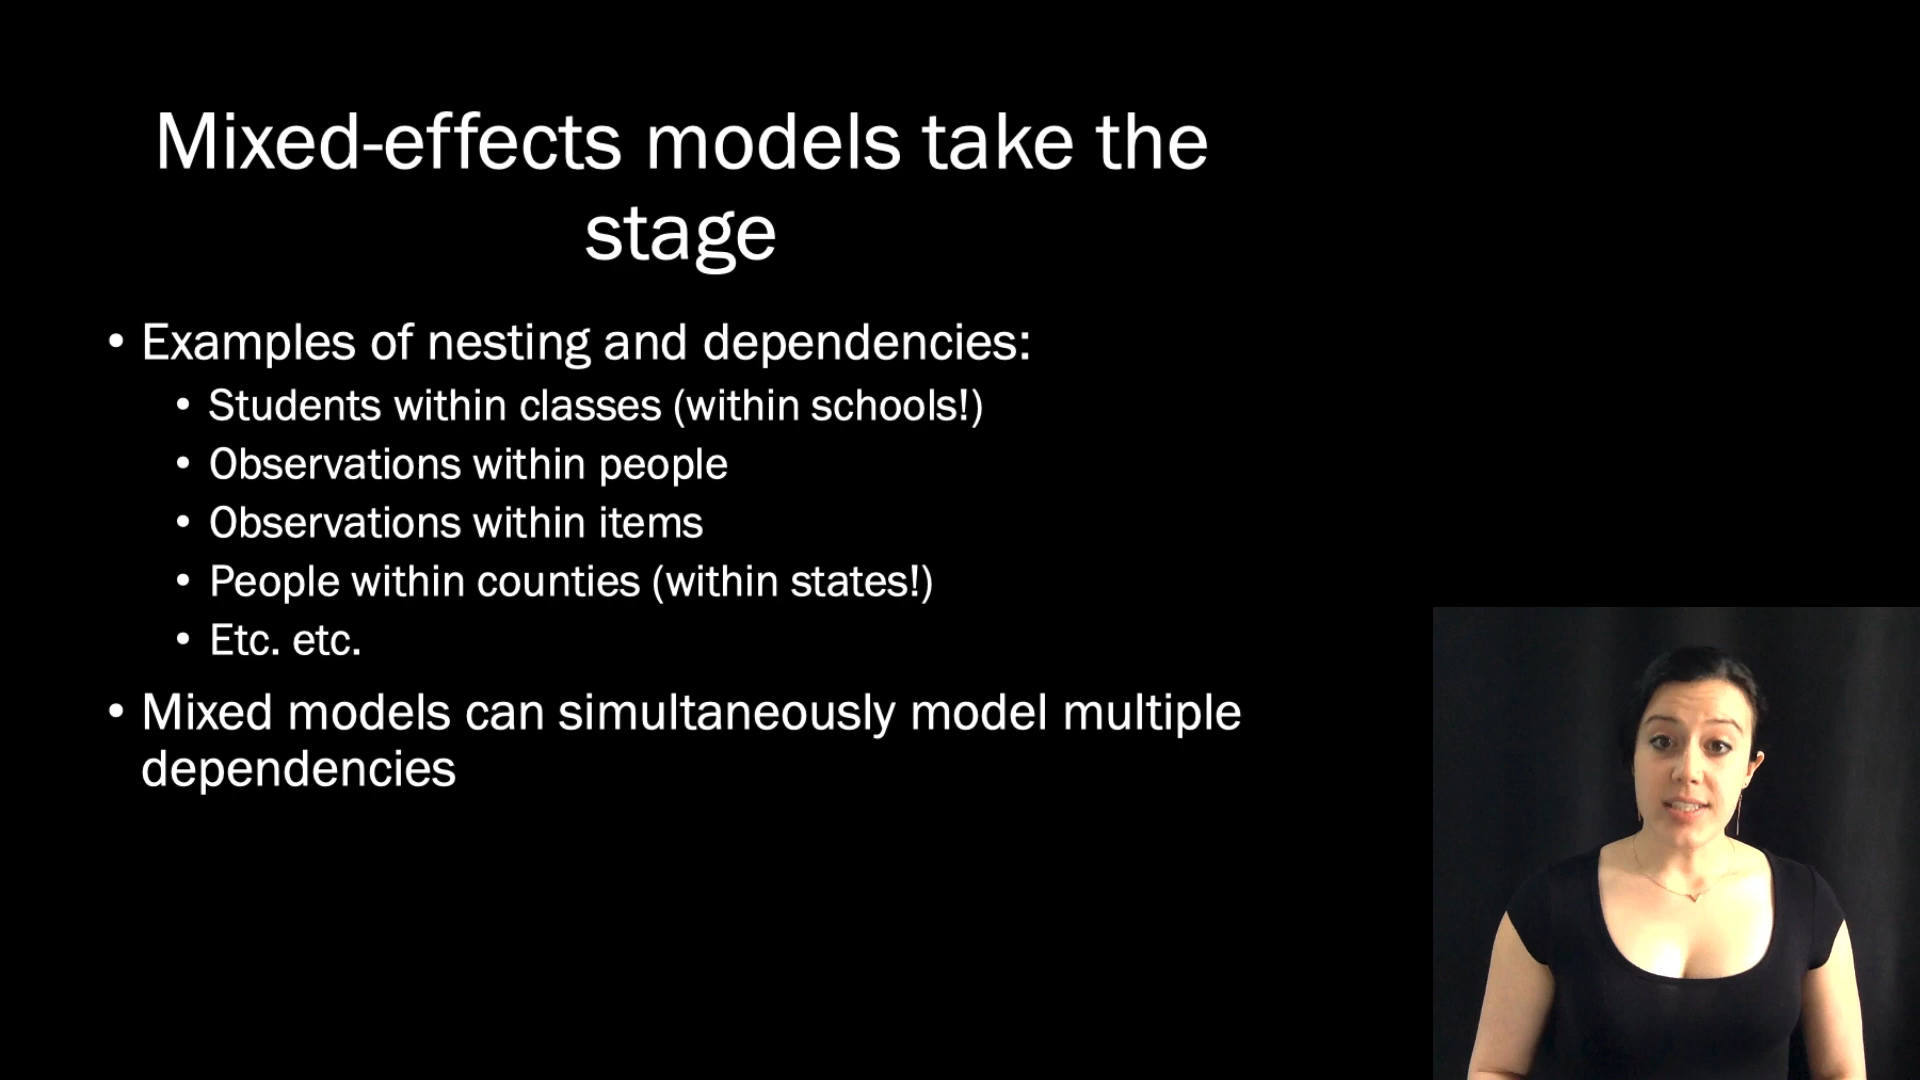 Mixed-effects models take the
stage
• Examples of nesting and dependencies:
• Students within classes (within schools!)
• Observations within people
• Observations within items
• People within counties (within states!)
• Etc. etc.
• Mixed models can simultaneously model multiple
dependencies